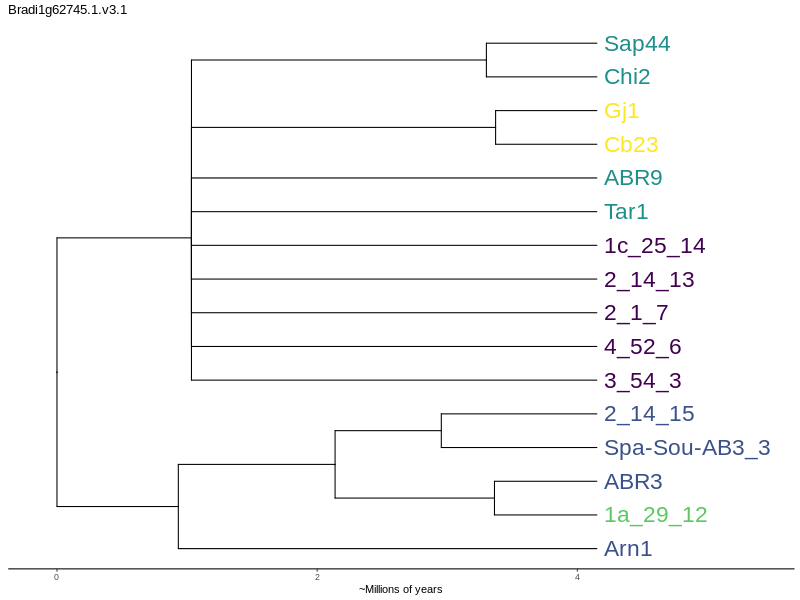 Bradi1g62745.1.v3.1
Sap44
Chi2
Gj1
Cb23
ABR9
Tar1
1c_25_14
2_14_13
2_1_7
4_52_6
3_54_3
2_14_15
Spa-Sou-AB3_3
ABR3
1a_29_12
Arn1
0 2 4
~Millions of years